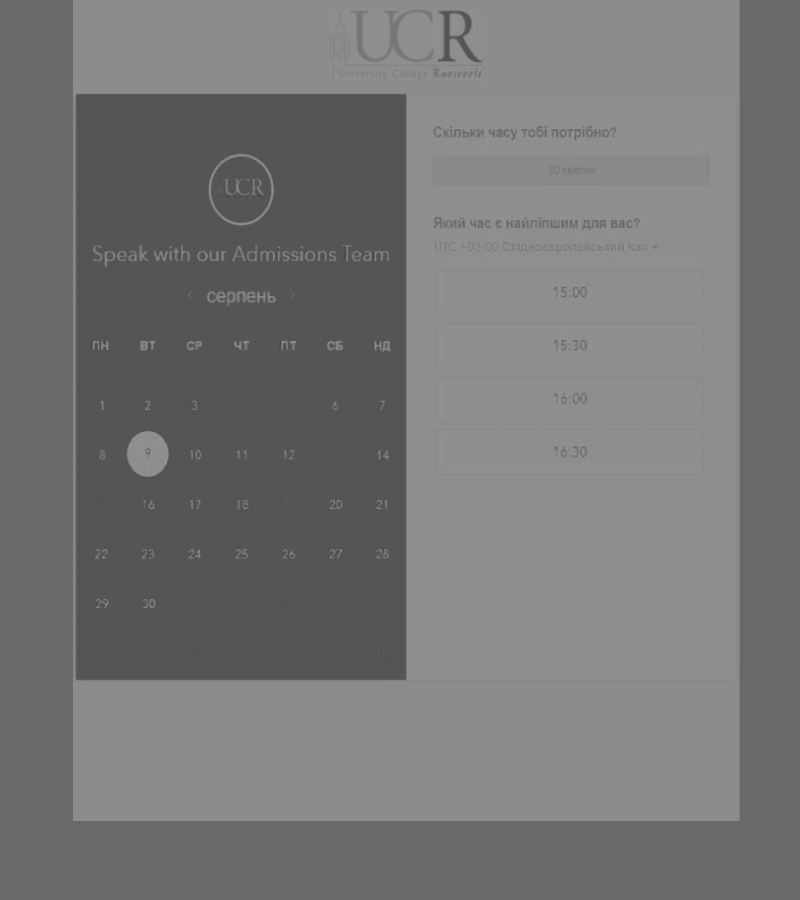 UCR
University College Roosevelt
UCR
Speak with our Admissions Team
‹ серпень ›
ПН ВТ СР ЧТ ПТ СБ НД
1 2 3 6 7
8 9 10 11 12 14
16 17 18 20 21
22 23 24 25 26 27 28
29 30
Скільки часу тобі потрібно?
30 хвилин
Який час є найліпшим для вас?
UTC +03:00 Східноєвропейський час
15:00
15:30
16:00
16:30